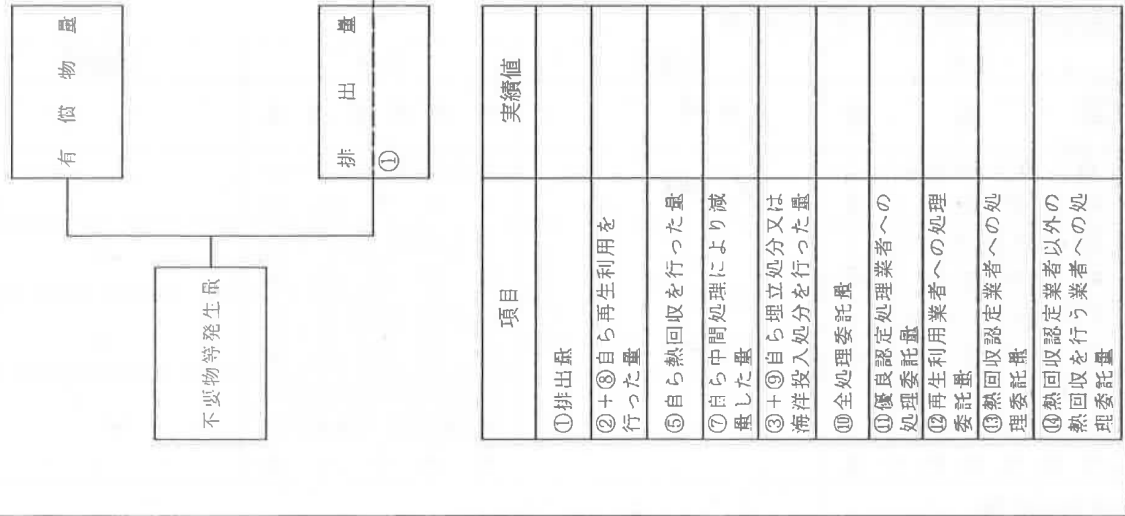 有償物量
不要物等発生量
排出量
①
項目
実績値
①排出量
②+⑧自ら再生利用を
行った量
⑤自ら熱回収を行った量
⑦自ら中間処理により減
量した量
③+⑨自ら埋立処分又は
海洋投入処分を行った量
⑩全処理委託量
⑪優良認定処理業者への
処理委託量
⑫再生利用業者への処理
委託量
⑬熱回収認定業者への処
理委託量
⑭熱回収認定業者以外の
熱回収を行う業者への処
理委託量